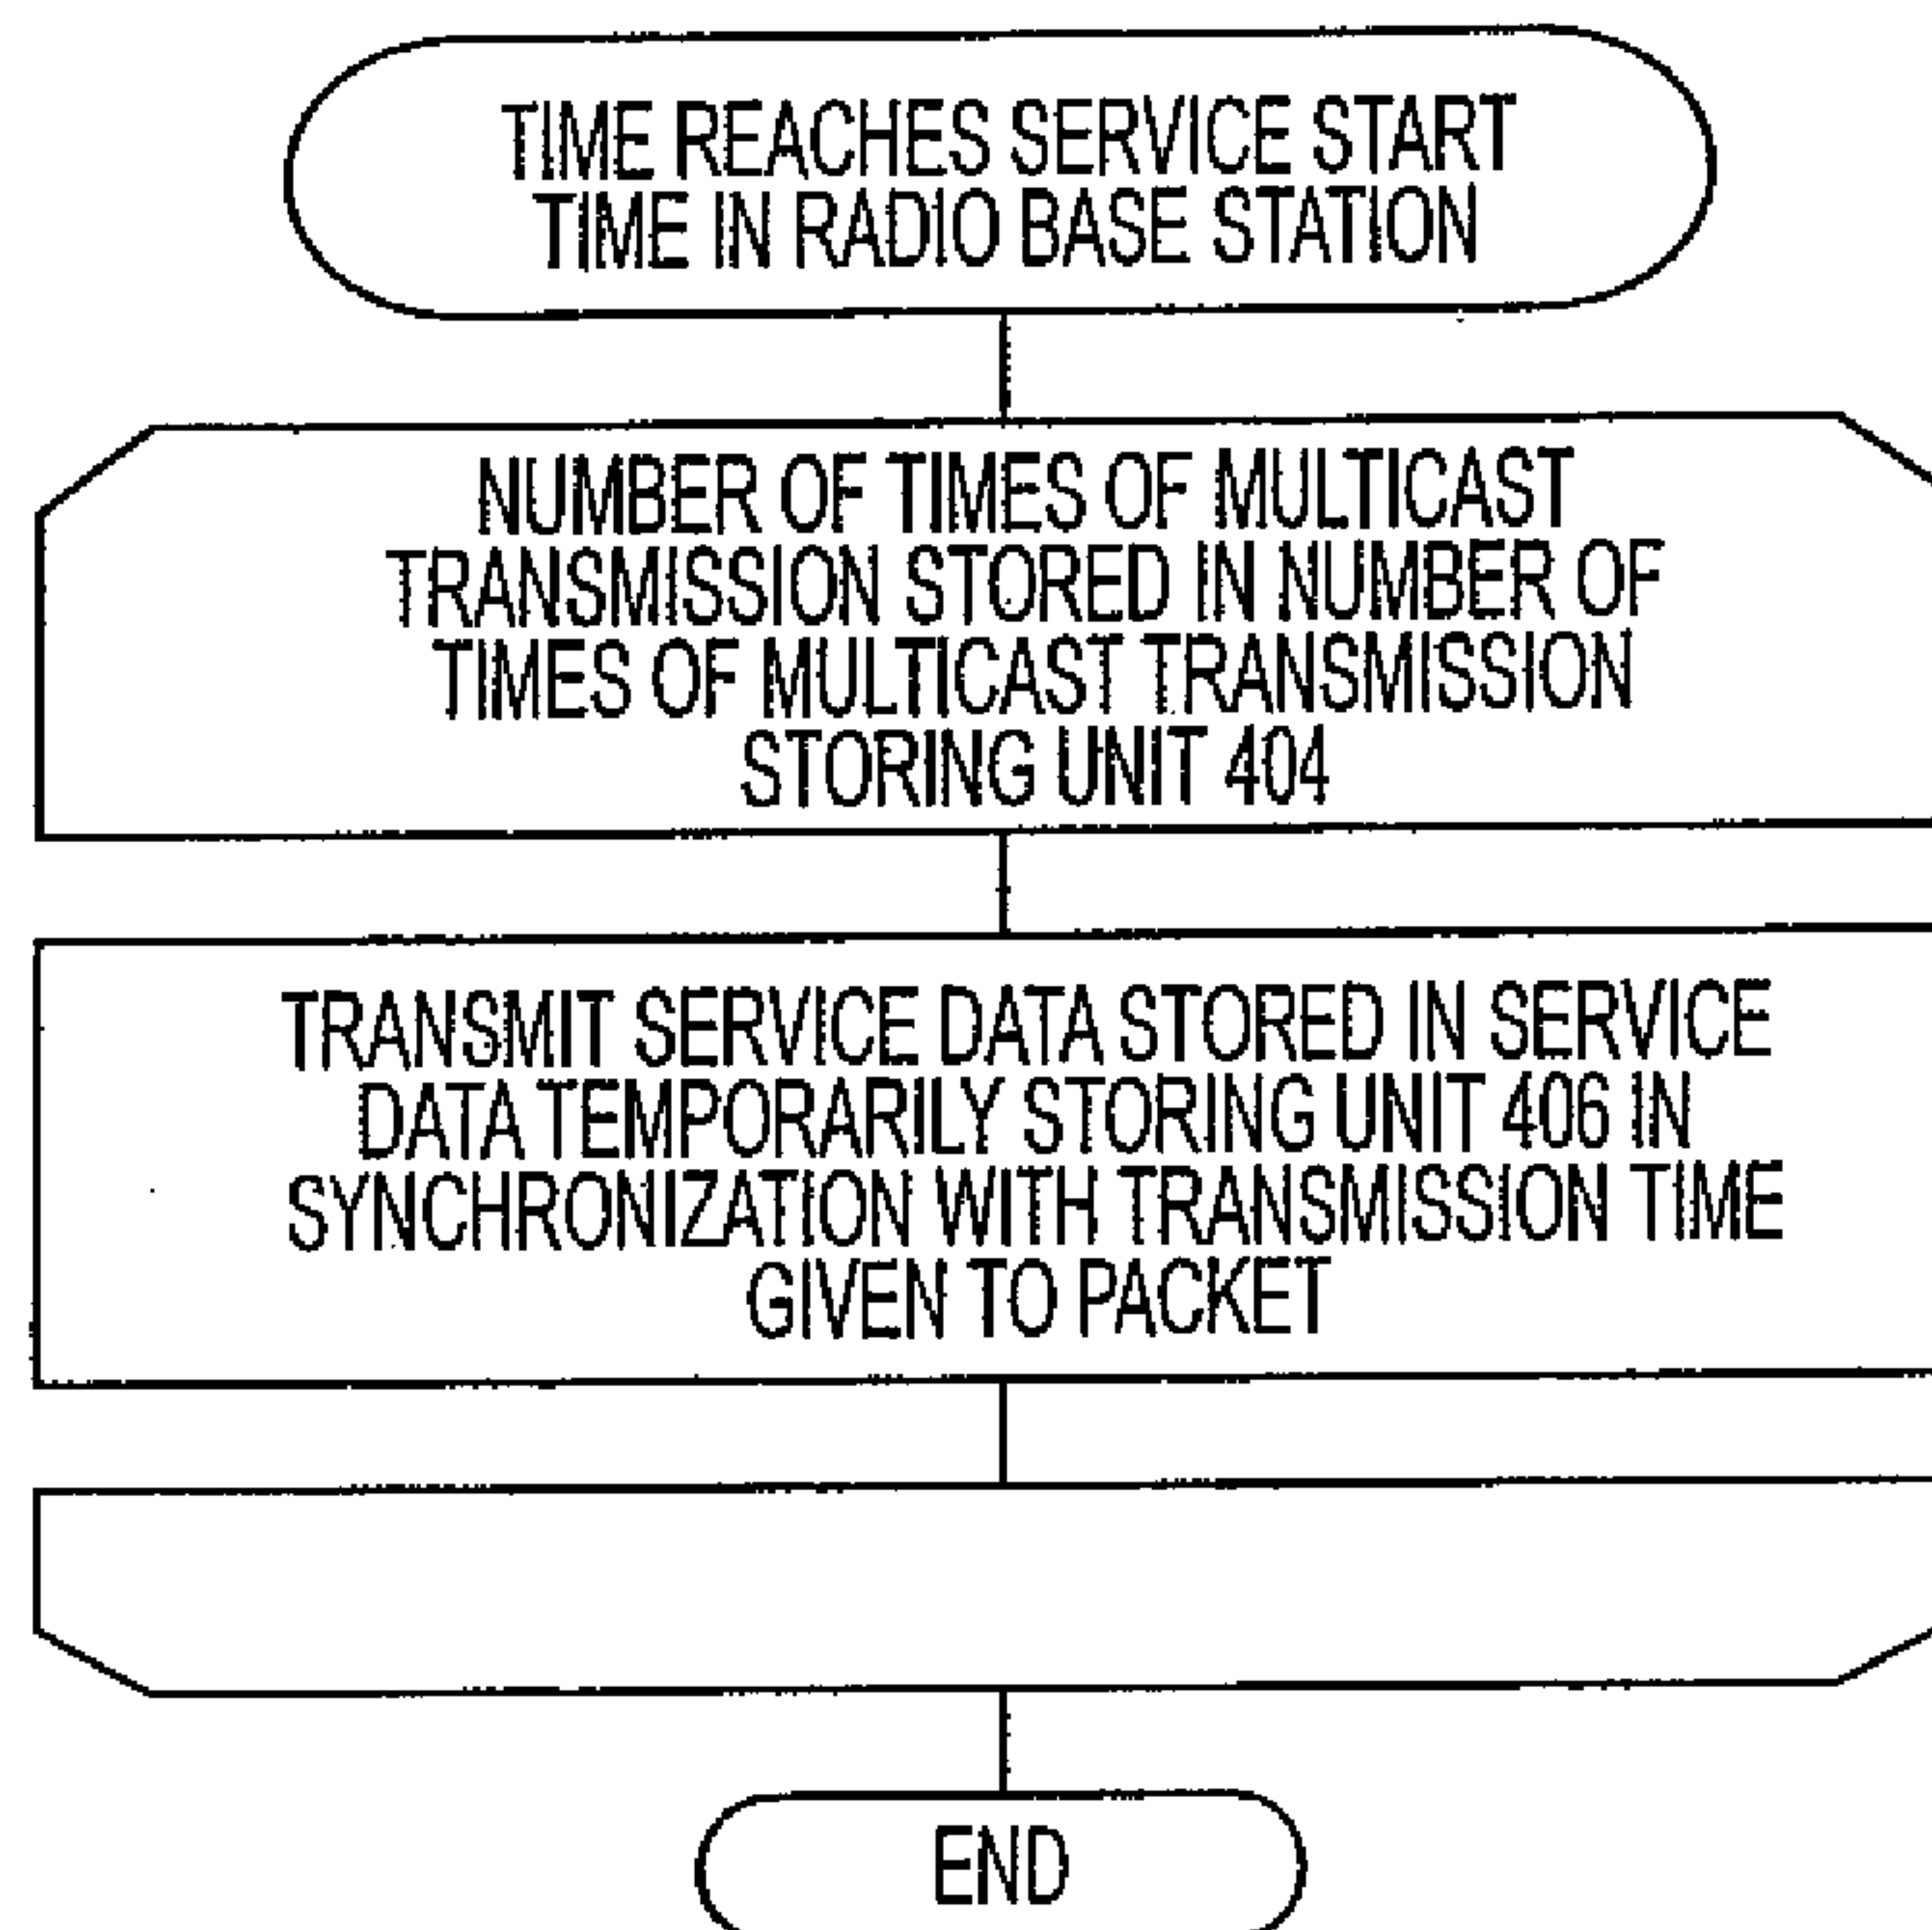 TIME REACHES SERVICE START
TIME IN RADIO BASE STATION
NUMBER OF TIMES OF MULTICAST
TRANSMISSION STORED IN NUMBER OF
TIMES OF MULTICAST TRANSMISSION
STORING UNIT 404
TRANSMIT SERVICE DATA STORED IN SERVICE
DATA TEMPORARILY STORING UNIT 406 IN
SYNCHRONIZATION WITH TRANSMISSION TIME
GIVEN TO PACKET
END